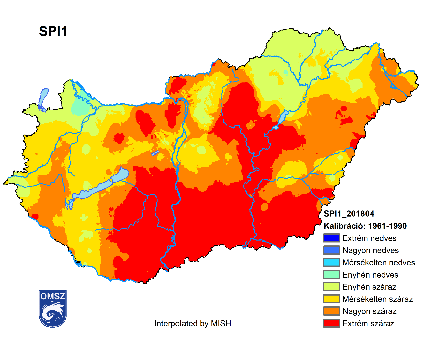 SPI1
SPI1_201804
Kalibráció: 1961-1990
Extrém nedves
Nagyon nedves
Mérsékelten nedves
Enyhén nedves
Enyhén száraz
Mérsékelten száraz
Nagyon száraz
Extrém száraz
OMSZ
Interpolated by MISH